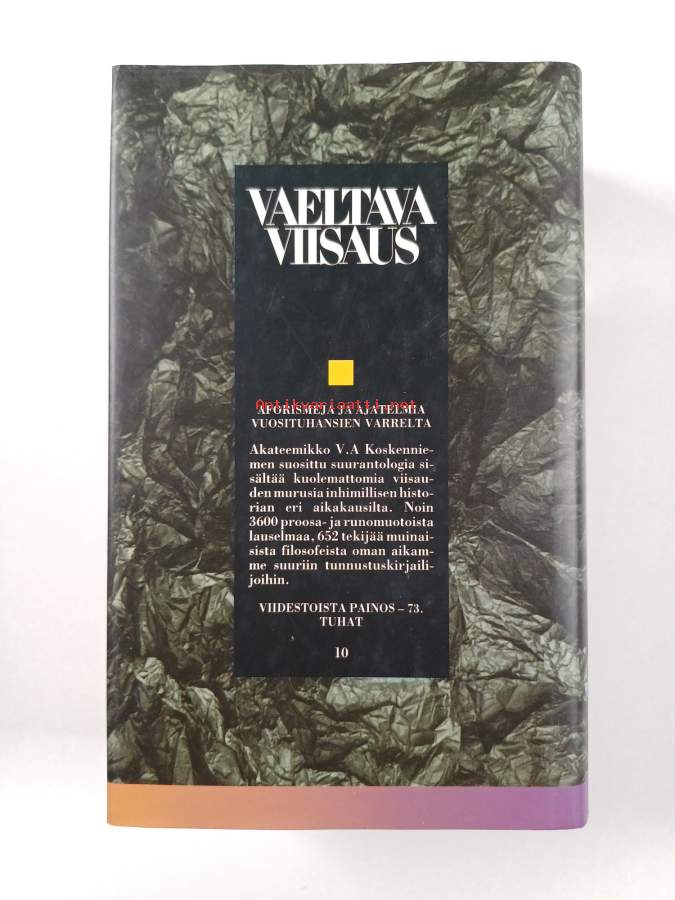 VAELTAVA
VIISAUS
Antikvariaatti.net
AFORISMEJA JA AJATELMIA
VUOSITUHANSIEN VARRELTA
Akateemikko V.A Koskennie-
men suosittu suurantologia si-
sältää kuolemattomia viisau-
den murusia inhimillisen histo-
rian eri aikakausilta. Noin
3600 proosa- ja runomuotoista
lauselmaa, 652 tekijää muinai-
sista filosofeista oman aikam-
me suuriin tunnustuskirjaili-
joihin.
VIIDESTOISTA PAINOS – 73.
TUHAT
10